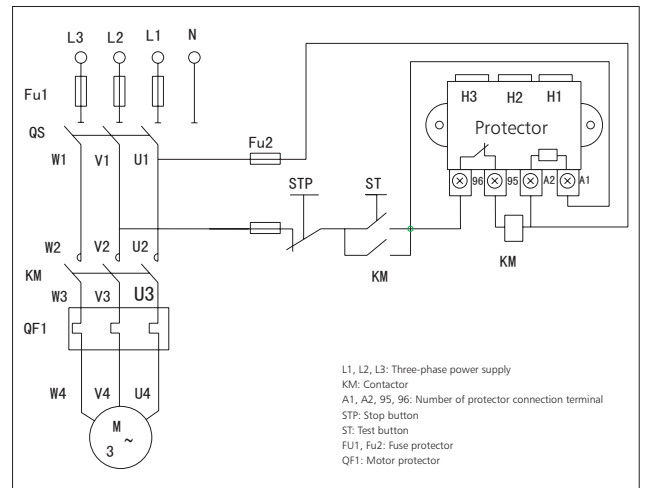 L3 L2 L1 N
Fu1
QS
W1 V1 U1
Fu2
H3 H2 H1
Protector
96 95 A2 A1
STP ST
KM
KM
W2 V2 U2
KM
W3 V3 U3
QF1
W4 V4 U4
M
3 ~
L1, L2, L3: Three-phase power supply
KM: Contactor
A1, A2, 95, 96: Number of protector connection terminal
STP: Stop button
ST: Test button
FU1, Fu2: Fuse protector
QF1: Motor protector